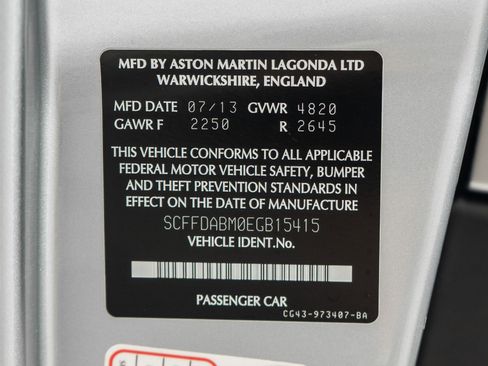 MFD BY ASTON MARTIN LAGONDA LTD
WARWICKSHIRE, ENGLAND
MFD DATE 07/13 GVWR 4820
GAWR F 2250 R 2645
THIS VEHICLE CONFORMS TO ALL APPLICABLE
FEDERAL MOTOR VEHICLE SAFETY, BUMPER
AND THEFT PREVENTION STANDARDS IN
EFFECT ON THE DATE OF MANUFACTURE
SCFFDABM0EGB15415
VEHICLE IDENT.No.
PASSENGER CAR
CG43-973407-BA